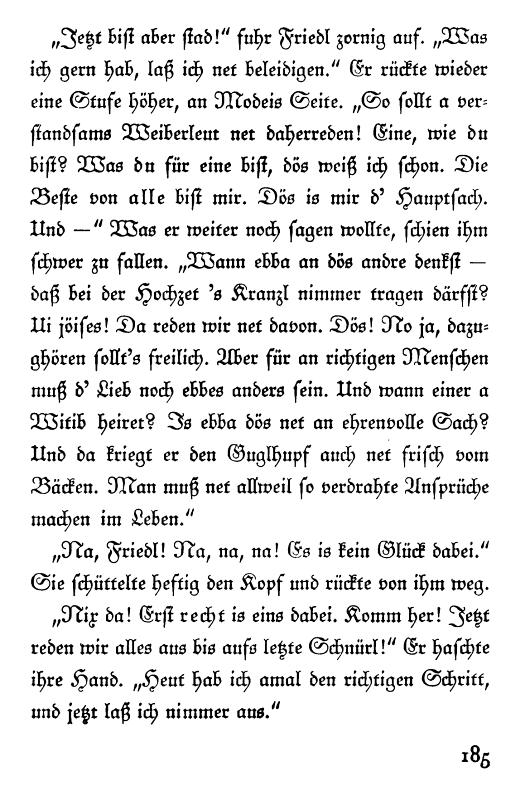 „Jetzt bist aber stad!“ fuhr Friedl zornig auf. „Was
ich gern hab, laß ich net beleidigen.“ Er rückte wieder
eine Stufe höher, an Modeis Seite. „So sollt a ver-
standsams Weiberleut net daherreden! Eine, wie du
bist? Was du für eine bist, dös weiß ich schon. Die
Beste von alle bist mir. Dös is mir d’ Hauptsach.
Und —“ Was er weiter noch sagen wollte, schien ihm
schwer zu fallen. „Wann ebba an dös andre denkst —
daß bei der Hochzet ’s Kranzl nimmer tragen därfst?
Ui jöises! Da reden wir net davon. Dös! No ja, dazu-
ghören sollt’s freilich. Aber für an richtigen Menschen
muß d’ Lieb noch ebbes anders sein. Und wann einer a
Witib heiret? Is ebba dös net an ehrenvolle Sach?
Und da kriegt er den Guglhupf auch net frisch vom
Bäcken. Man muß net allweil so verdrahte Ansprüche
machen im Leben.“
„Na, Friedl! Na, na, na! Es is kein Glück dabei.“
Sie schüttelte heftig den Kopf und rückte von ihm weg.
„Nix da! Erst recht is eins dabei. Komm her! Jetzt
reden wir alles aus bis aufs letzte Schnürl!“ Er haschte
ihre Hand. „Heut hab ich amal den richtigen Schritt,
und jetzt laß ich nimmer aus.“
185